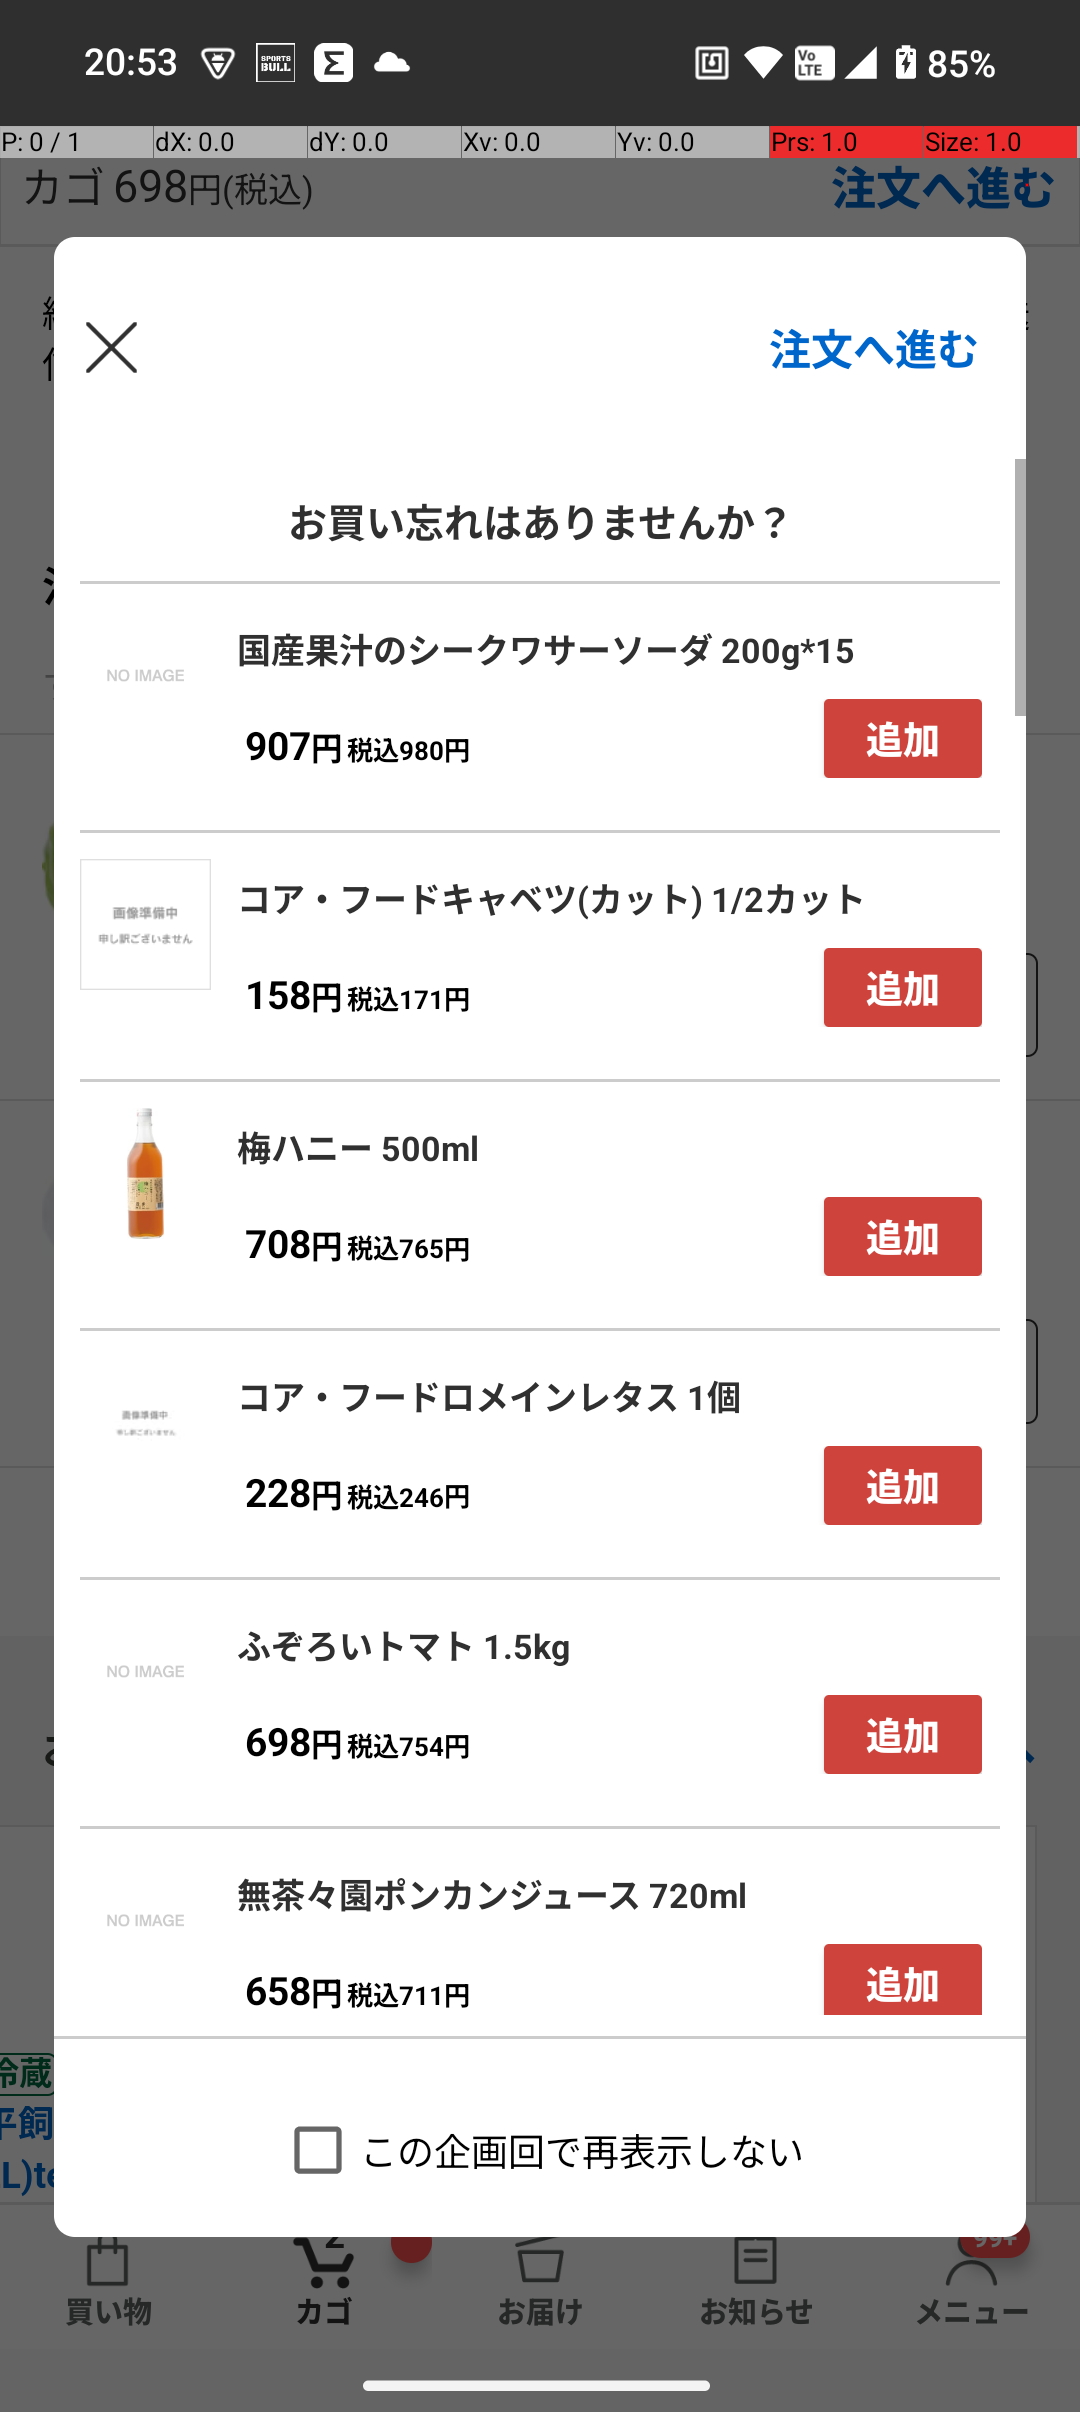 20:53
SPORTS
BULL
Vo
LTE
85%
P: 0 / 1
dX: 0.0
dY: 0.0
Xv: 0.0
Yv: 0.0
Prs: 1.0
Size: 1.0
カゴ 698円(税込)
注文へ進む
注文へ進む
お買い忘れはありませんか？
NO IMAGE
国産果汁のシークワサーソーダ 200g*15
907円 税込980円
追加
画像準備中
申し訳ございません
コア・フードキャベツ(カット) 1/2カット
158円 税込171円
追加
梅ハニー 500ml
708円 税込765円
追加
画像準備中
申し訳ございません
コア・フードロメインレタス 1個
228円 税込246円
追加
NO IMAGE
ふぞろいトマト 1.5kg
698円 税込754円
追加
NO IMAGE
無茶々園ポンカンジュース 720ml
658円 税込711円
追加
冷蔵
平飼
L)te
この企画回で再表示しない
2
99+
買い物
カゴ
お届け
お知らせ
メニュー